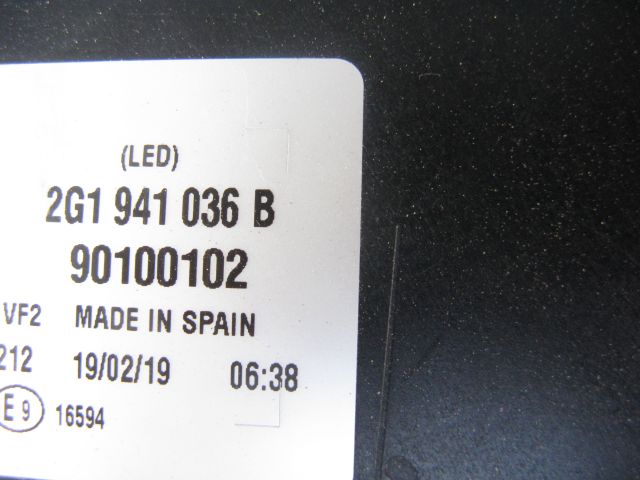 (LED)
2G1 941 036 B
90100102
VF2 MADE IN SPAIN
212 19/02/19 06:38
E 9 16594